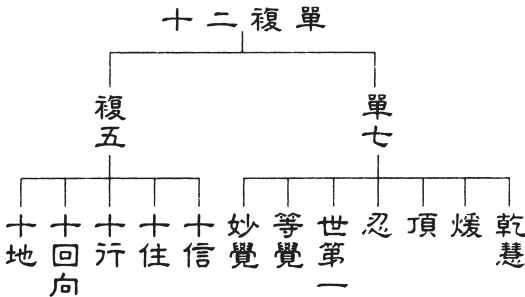 單複二十
單七
複五
乾慧
煖
頂
忍
世第一
等覺
妙覺
十信
十住
十行
十回向
十地